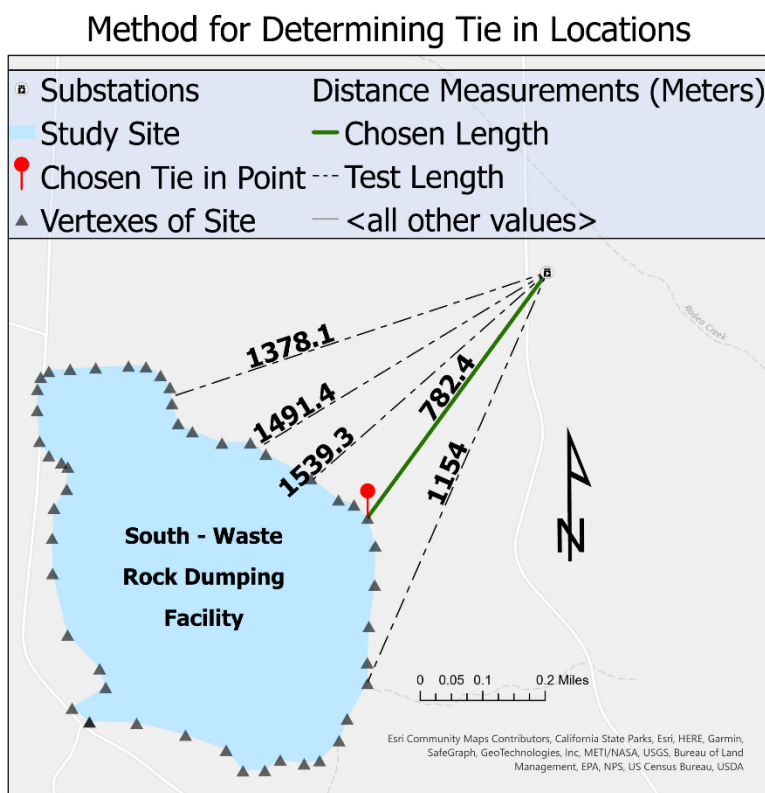 Method for Determining Tie in Locations
Substations
Distance Measurements (Meters)
Study Site
Chosen Length
Chosen Tie in Point
Test Length
Vertexes of Site
<all other values>
Rodeo Creek
1378.1
1491.4
782.4
1539.3
1154
South - Waste
Rock Dumping
Facility
N
0 0.05 0.1 0.2 Miles
Esri Community Maps Contributors, California State Parks, Esri, HERE, Garmin,
SafeGraph, GeoTechnologies, Inc, METI/NASA, USGS, Bureau of Land
Management, EPA, NPS, US Census Bureau, USDA